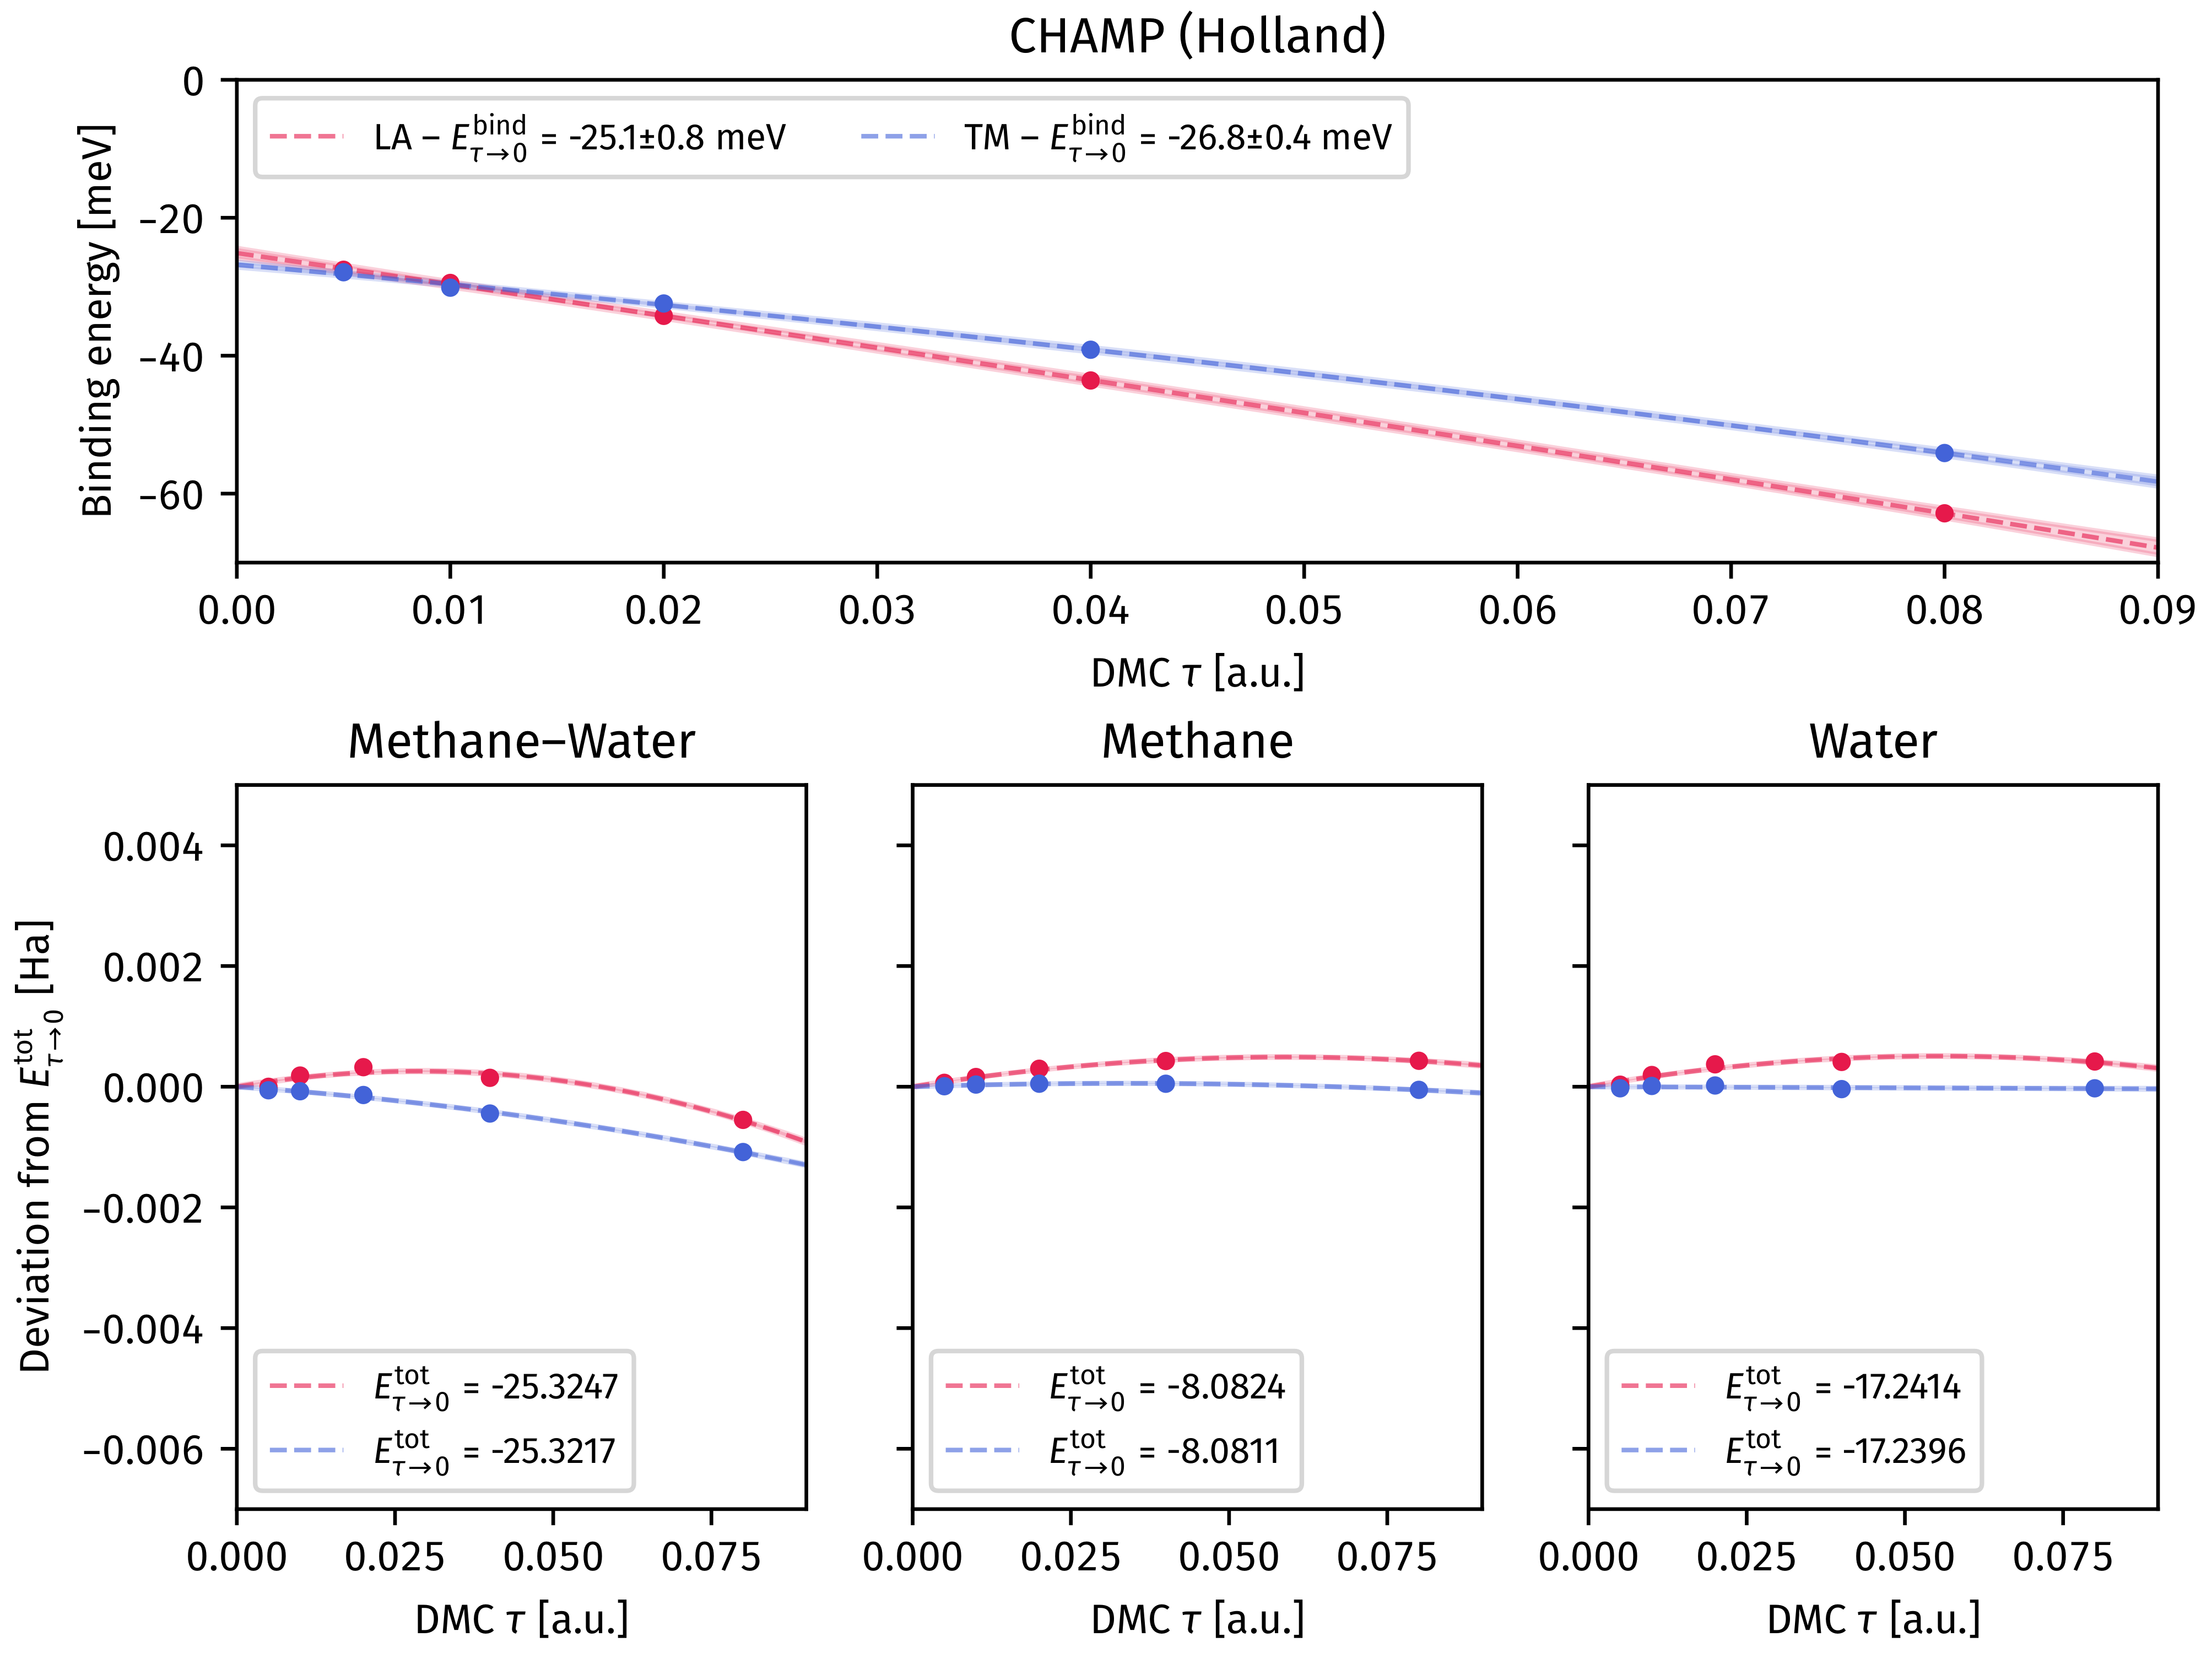 CHAMP (Holland)
0
-20
-40
-60
Binding energy [meV]
LA – E^bind_τ→0 = -25.1±0.8 meV
TM – E^bind_τ→0 = -26.8±0.4 meV
0.00 0.01 0.02 0.03 0.04 0.05 0.06 0.07 0.08 0.09
DMC τ [a.u.]
Methane–Water
Methane
Water
Deviation from E^tot_τ→0 [Ha]
0.004
0.002
0.000
-0.002
-0.004
-0.006
E^tot_τ→0 = -25.3247
E^tot_τ→0 = -25.3217
E^tot_τ→0 = -8.0824
E^tot_τ→0 = -8.0811
E^tot_τ→0 = -17.2414
E^tot_τ→0 = -17.2396
0.000 0.025 0.050 0.075
0.000 0.025 0.050 0.075
0.000 0.025 0.050 0.075
DMC τ [a.u.]
DMC τ [a.u.]
DMC τ [a.u.]